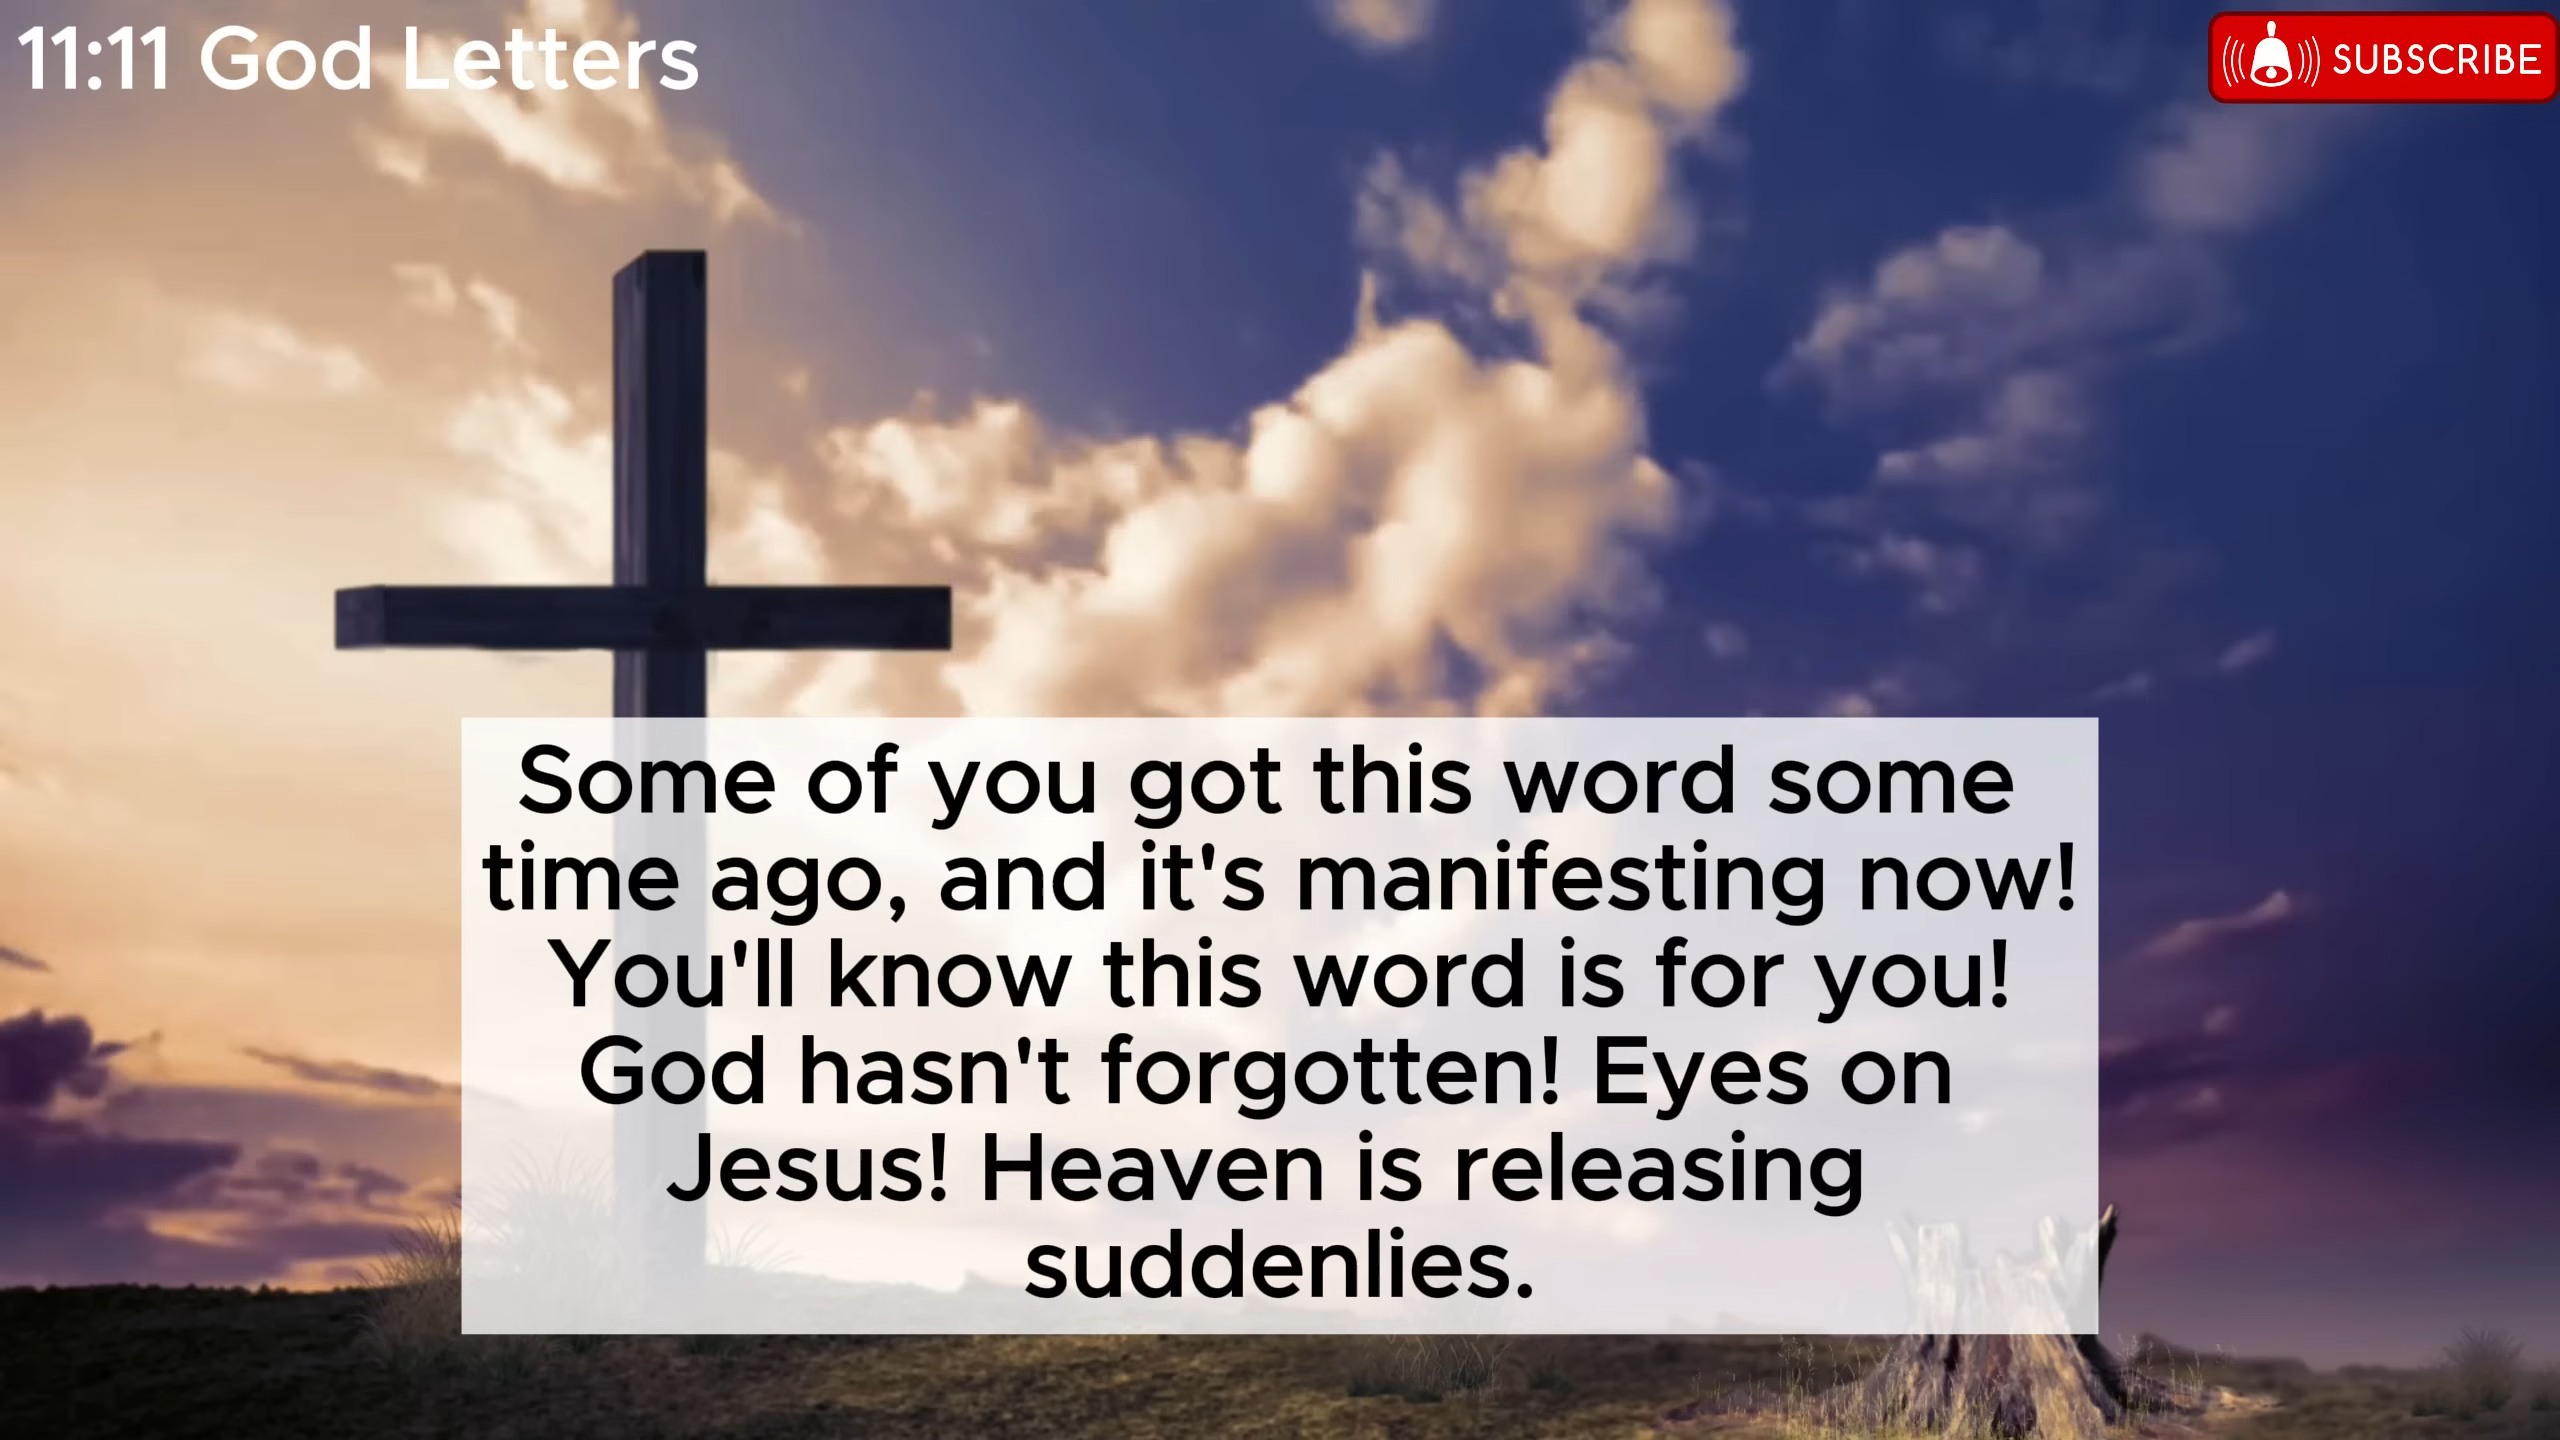 11:11 God Letters
SUBSCRIBE
Some of you got this word some
time ago, and it's manifesting now!
You'll know this word is for you!
God hasn't forgotten! Eyes on
Jesus! Heaven is releasing
suddenlies.